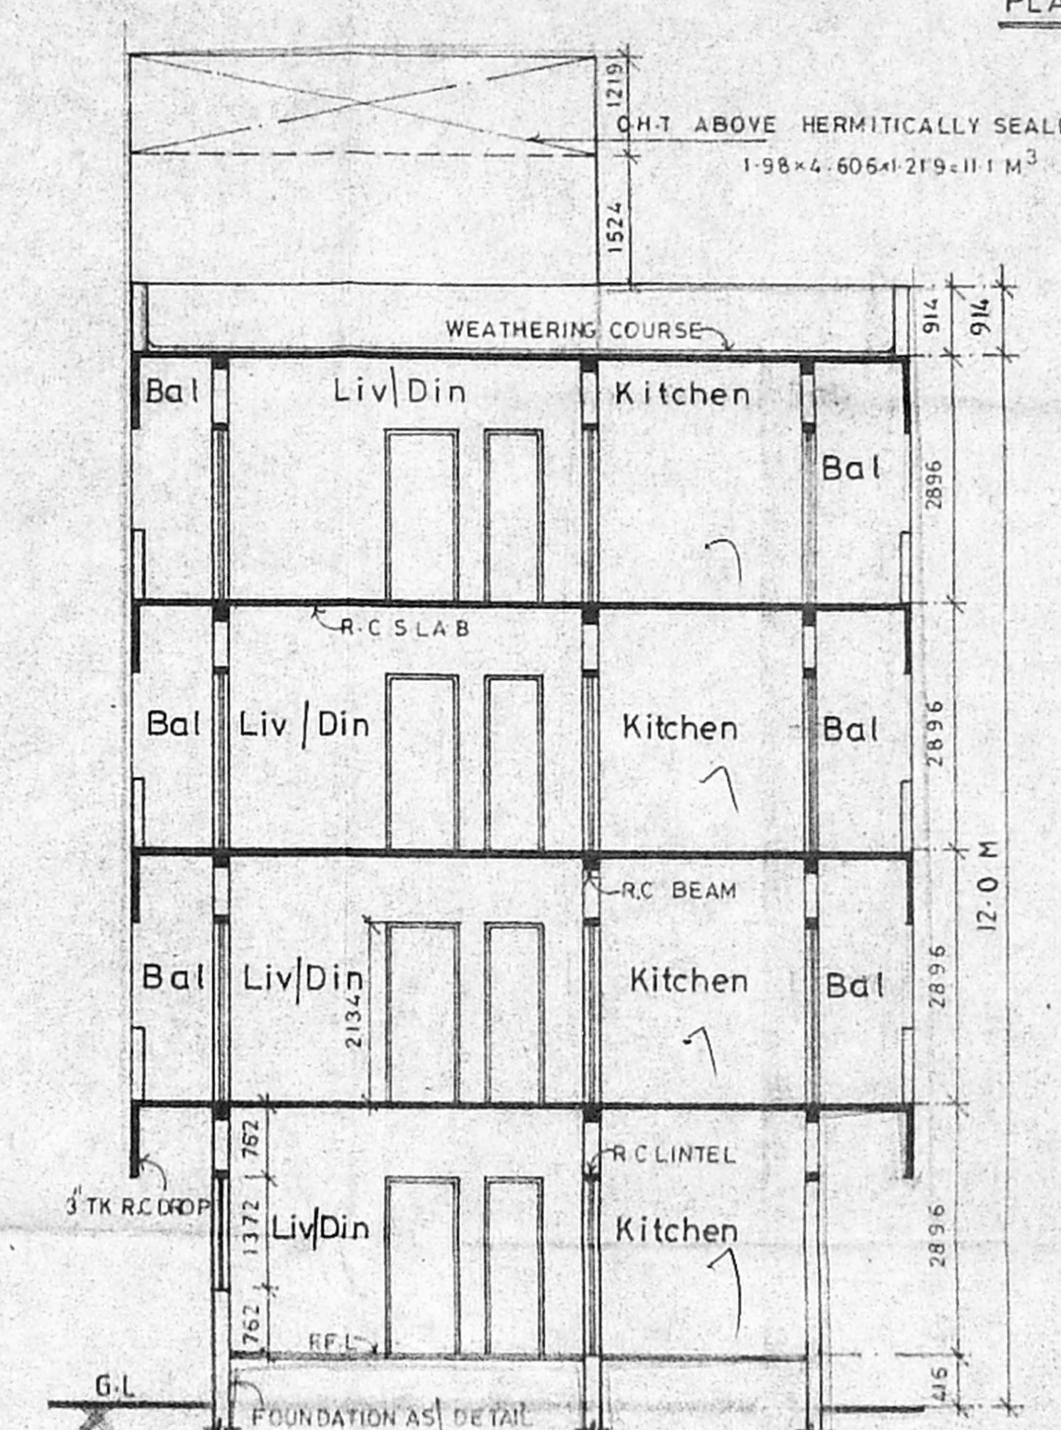 PLA
1219
O.H.T ABOVE HERMITICALLY SEALE
1.98×4.606×1.219=11.1 M3
1524
914
914
WEATHERING COURSE
Bal
Liv/Din
Kitchen
Bal
2896
R.C SLAB
Bal
Liv/Din
Kitchen
Bal
2896
12.0 M
R.C BEAM
Bal
Liv/Din
Kitchen
Bal
2134
2896
762
R C LINTEL
3" TK R.C DROP
1372
Liv/Din
Kitchen
2896
762
G.L
416
FOUNDATION AS DETAIL